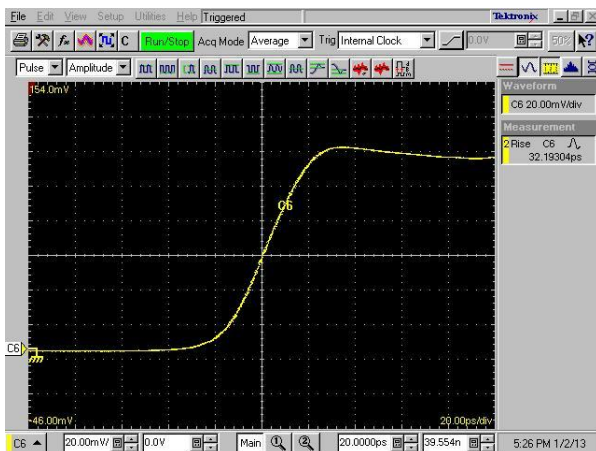 File Edit View Setup Utilities Help Triggered Tektronix
C Run/Stop Acq Mode Average Trig Internal Clock 0.0V 50%
Pulse Amplitude
154.0mV
Waveform
C6 20.00mV/div
Measurement
2 Rise C6
32.19304ps
C6
C6
-46.00mV 20.00ps/div
C6 20.00mV/ 0.0V Main 1 2 20.0000ps 39.554n 5:26 PM 1/2/13